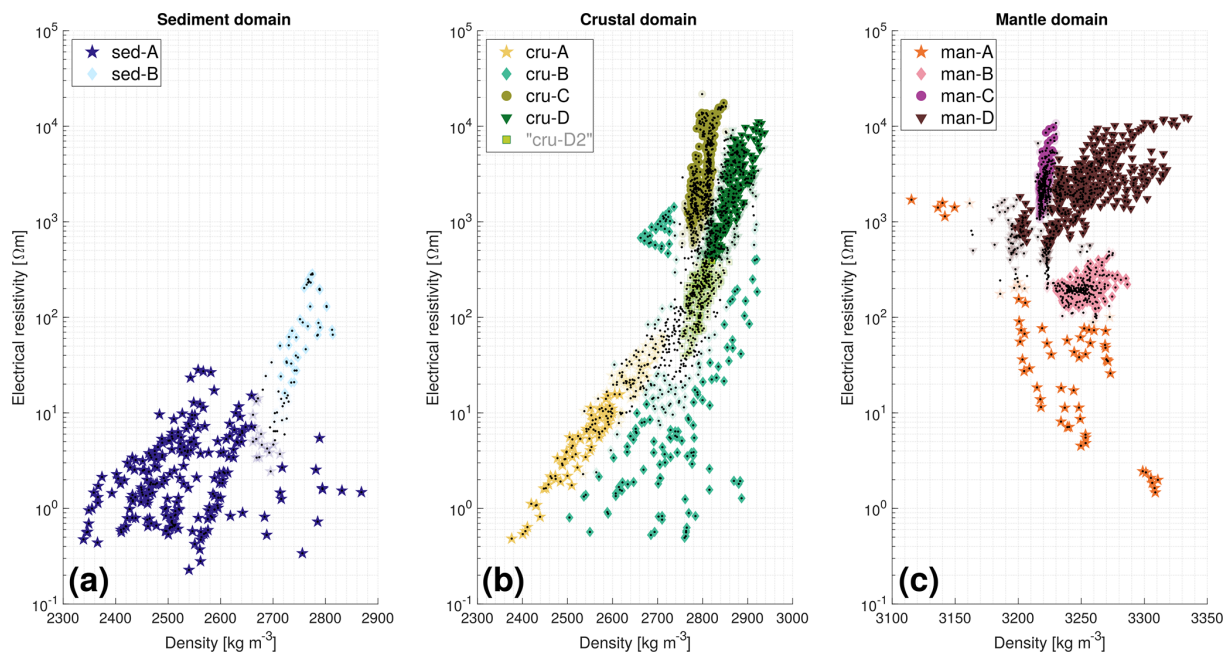 Sediment domain
10^5
10^4
10^3
10^2
10^1
10^0
10^-1
Electrical resistivity [Ωm]
sed-A
sed-B
(a)
2300 2400 2500 2600 2700 2800 2900
Density [kg m^-3]
Crustal domain
10^5
10^4
10^3
10^2
10^1
10^0
10^-1
Electrical resistivity [Ωm]
cru-A
cru-B
cru-C
cru-D
"cru-D2"
(b)
2300 2400 2500 2600 2700 2800 2900 3000
Density [kg m^-3]
Mantle domain
10^5
10^4
10^3
10^2
10^1
10^0
10^-1
Electrical resistivity [Ωm]
man-A
man-B
man-C
man-D
(c)
3100 3150 3200 3250 3300 3350
Density [kg m^-3]